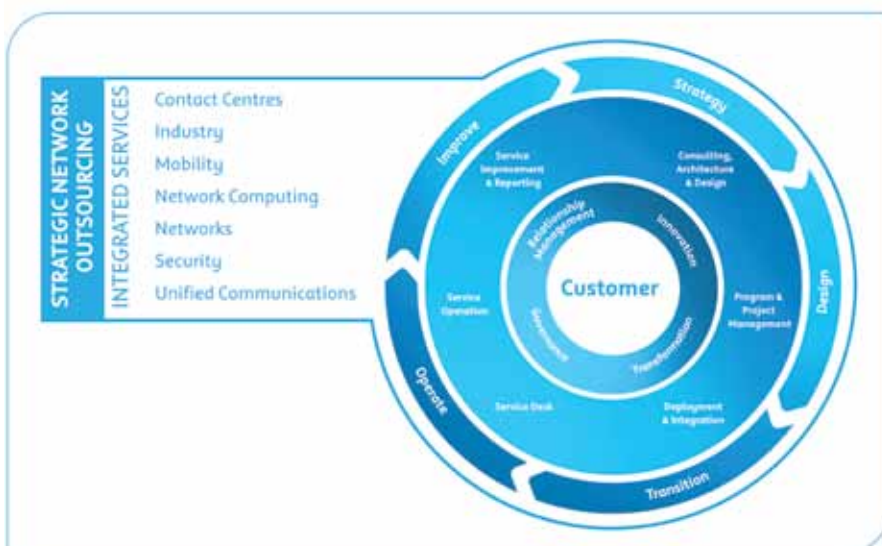 STRATEGIC NETWORK
OUTSOURCING
INTEGRATED SERVICES
Contact Centres
Industry
Mobility
Network Computing
Networks
Security
Unified Communications
Strategy
Design
Transition
Operate
Improve
Consulting,
Architecture
& Design
Program &
Project
Management
Deployment
& Integration
Service Desk
Service
Operation
Service
Improvement
& Reporting
Relationship
Management
Innovation
Transformation
Governance
Customer